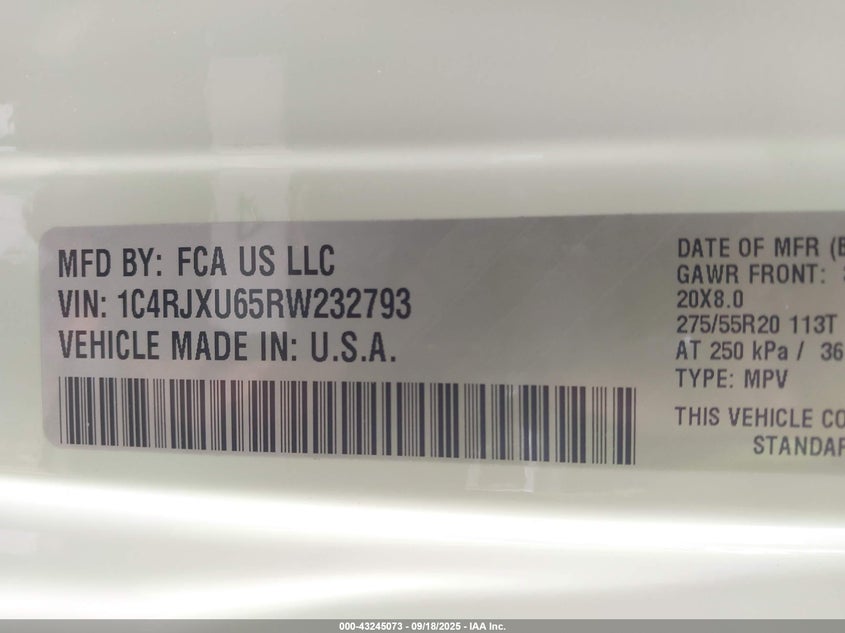 MFD BY: FCA US LLC
VIN: 1C4RJXU65RW232793
VEHICLE MADE IN: U.S.A.
DATE OF MFR (E
GAWR FRONT:
20X8.0
275/55R20 113T
AT 250 kPa / 36
TYPE: MPV
THIS VEHICLE CO
STANDAR
000-43245073 - 09/18/2025 - IAA Inc.